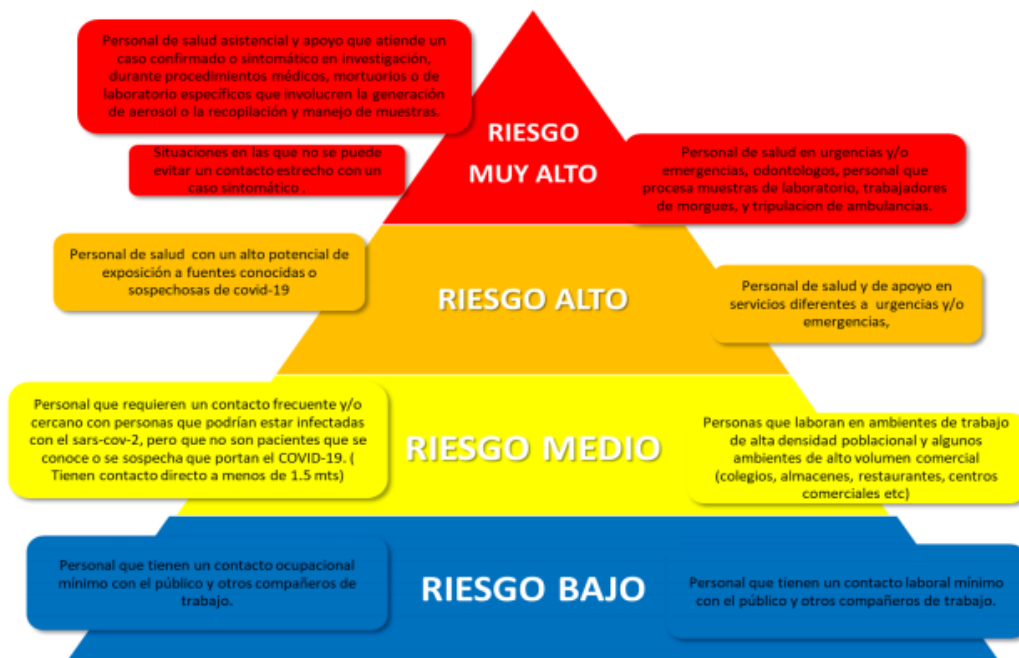 Personal de salud asistencial y apoyo que atiende un
caso confirmado o sintomático en investigación,
durante procedimientos médicos, mortuorios o de
laboratorio específicos que involucren la generación
de aerosol o la recopilación y manejo de muestras.
Situaciones en las que no se puede
evitar un contacto estrecho con un
caso sintomático .
RIESGO
MUY ALTO
Personal de salud en urgencias y/o
emergencias, odontologos, personal que
procesa muestras de laboratorio, trabajadores
de morgues, y tripulacion de ambulancias.
Personal de salud con un alto potencial de
exposición a fuentes conocidas o
sospechosas de covid-19
RIESGO ALTO
Personal de salud y de apoyo en
servicios diferentes a urgencias y/o
emergencias,
Personal que requieren un contacto frecuente y/o
cercano con personas que podrían estar infectadas
con el sars-cov-2, pero que no son pacientes que se
conoce o se sospecha que portan el COVID-19. (
Tienen contacto directo a menos de 1.5 mts)
RIESGO MEDIO
Personas que laboran en ambientes de trabajo
de alta densidad poblacional y algunos
ambientes de alto volumen comercial
(colegios, almacenes, restaurantes, centros
comerciales etc)
Personal que tienen un contacto ocupacional
mínimo con el público y otros compañeros de
trabajo.
RIESGO BAJO
Personal que tienen un contacto laboral mínimo
con el público y otros compañeros de trabajo.